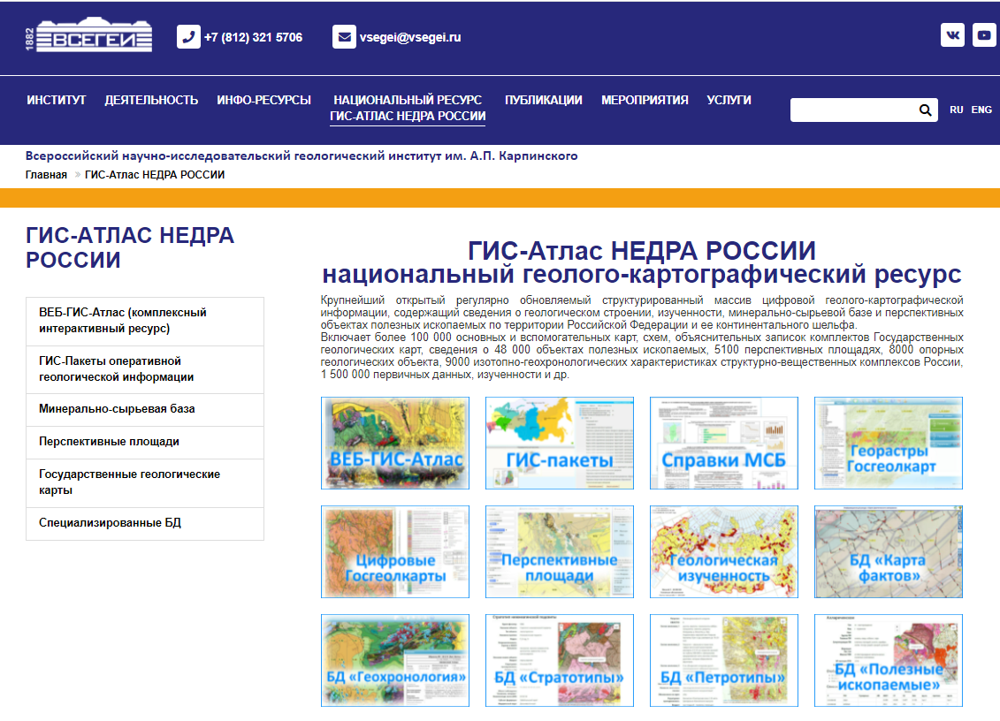 1882
ВСЕГЕИ
+7 (812) 321 5706
vsegei@vsegei.ru
ИНСТИТУТ
ДЕЯТЕЛЬНОСТЬ
ИНФО-РЕСУРСЫ
НАЦИОНАЛЬНЫЙ РЕСУРС
ГИС-АТЛАС НЕДРА РОССИИ
ПУБЛИКАЦИИ
МЕРОПРИЯТИЯ
УСЛУГИ
RU ENG
Всероссийский научно-исследовательский геологический институт им. А.П. Карпинского
Главная » ГИС-Атлас НЕДРА РОССИИ
ГИС-АТЛАС НЕДРА
РОССИИ
ВЕБ-ГИС-Атлас (комплексный
интерактивный ресурс)
ГИС-Пакеты оперативной
геологической информации
Минерально-сырьевая база
Перспективные площади
Государственные геологические
карты
Специализированные БД
ГИС-Атлас НЕДРА РОССИИ
национальный геолого-картографический ресурс
Крупнейший открытый регулярно обновляемый структурированный массив цифровой геолого-картографической
информации, содержащий сведения о геологическом строении, изученности, минерально-сырьевой базе и перспективных
объектах полезных ископаемых по территории Российской Федерации и ее континентального шельфа.
Включает более 100 000 основных и вспомогательных карт, схем, объяснительных записок комплектов Государственных
геологических карт, сведения о 48 000 объектах полезных ископаемых, 5100 перспективных площадях, 8000 опорных
геологических объекта, 9000 изотопно-геохронологических характеристиках структурно-вещественных комплексов России,
1 500 000 первичных данных, изученности и др.
ВЕБ-ГИС-Атлас
ГИС-пакеты
Справки МСБ
Георастры
Госгеолкарт
Цифровые
Госгеолкарты
Перспективные
площади
Геологическая
изученность
БД «Карта
фактов»
БД «Геохронология»
БД «Стратотипы»
БД «Петротипы»
БД «Полезные
ископаемые»